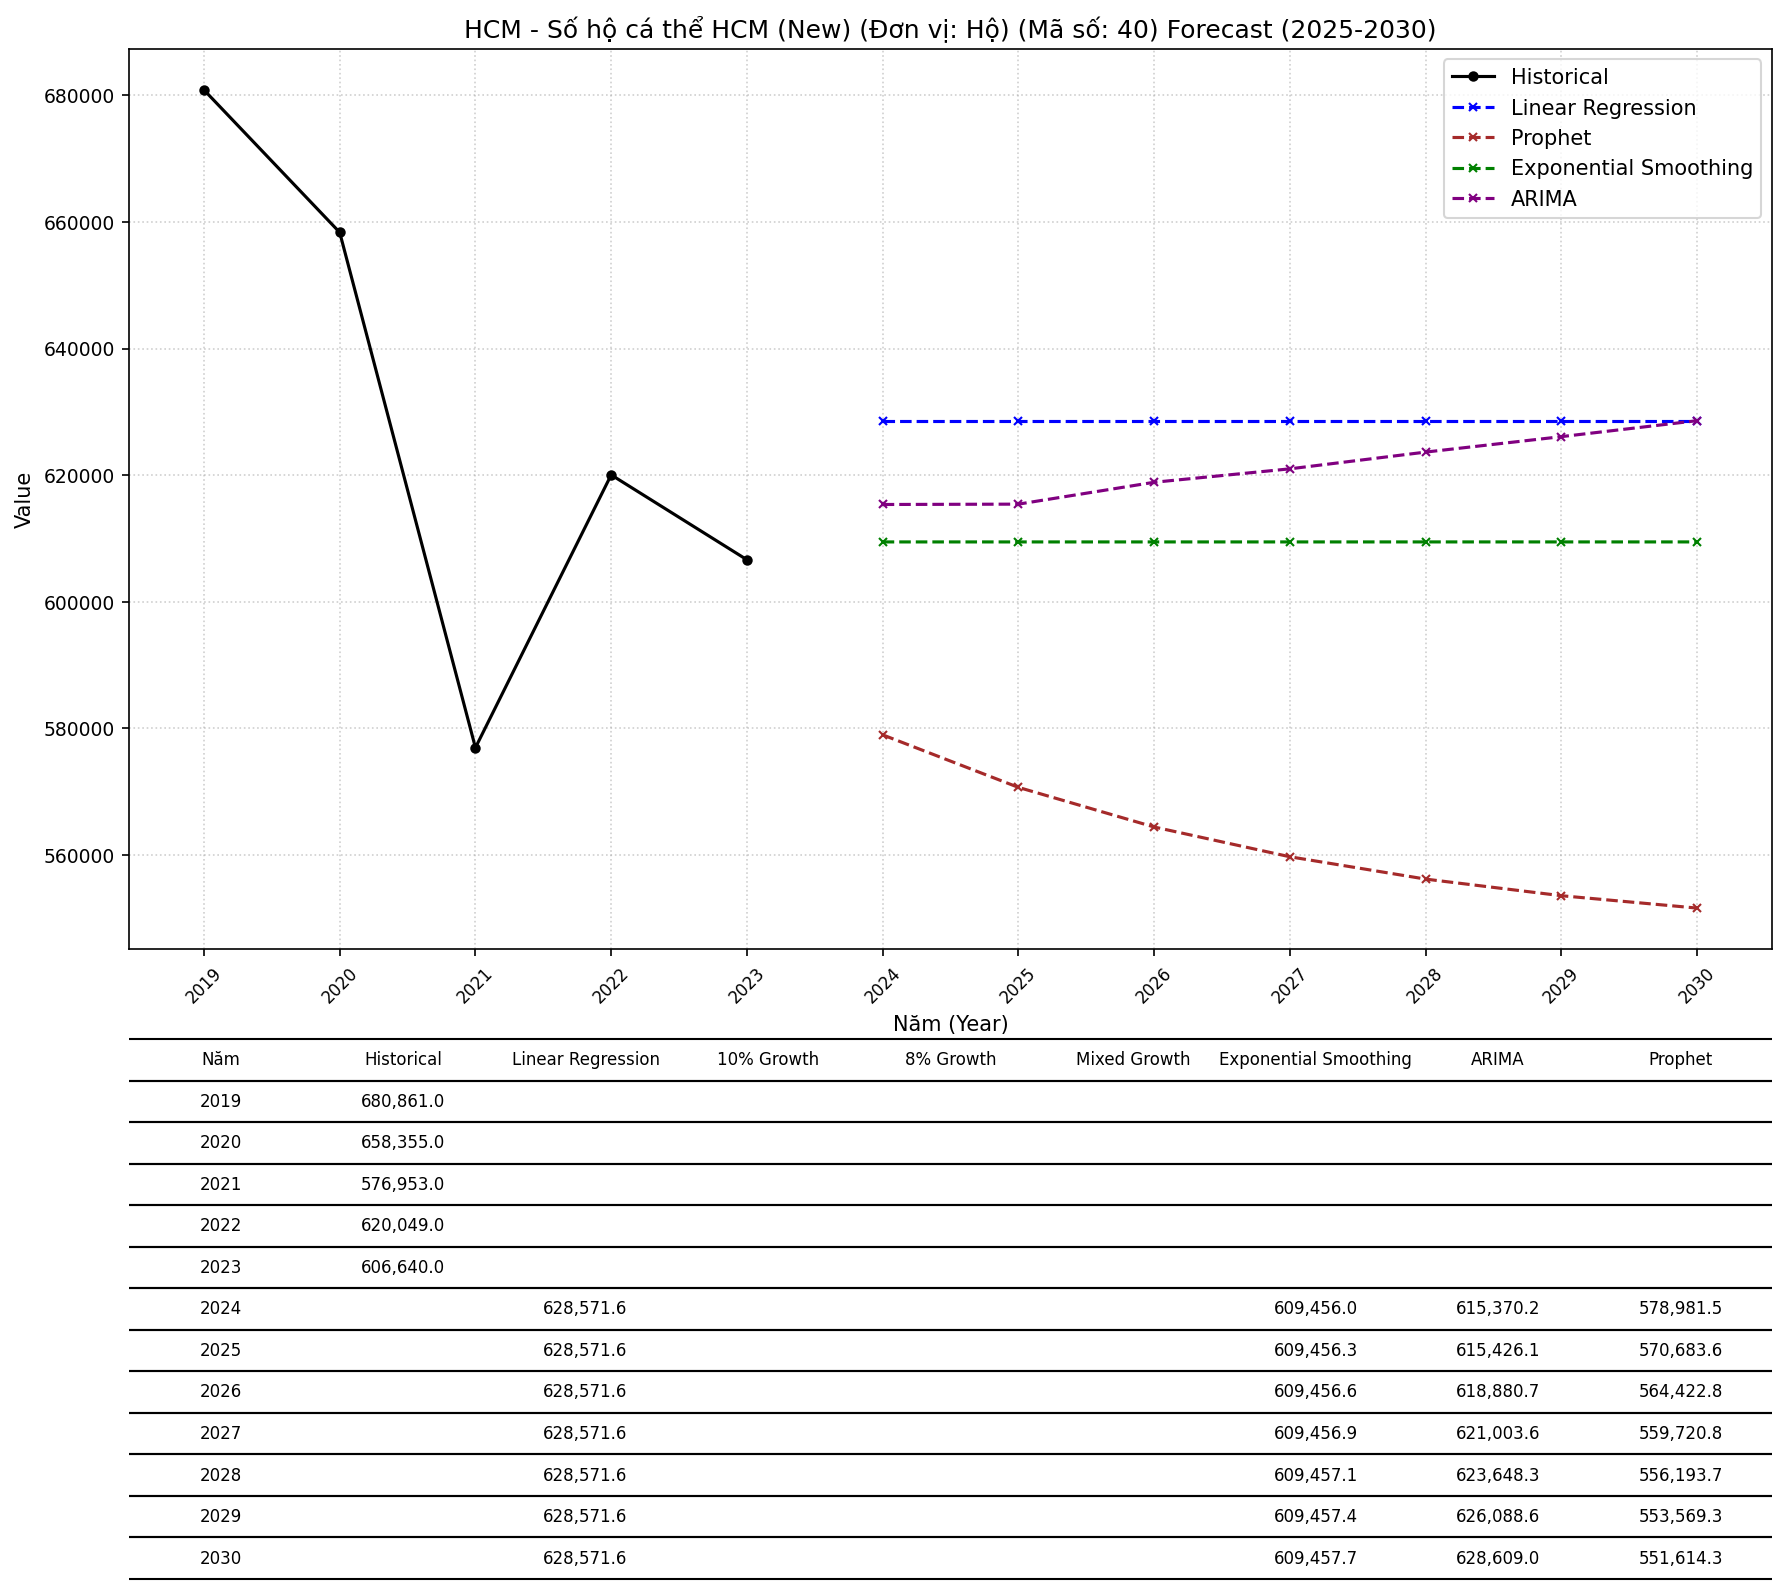 HCM - Số hộ cá thể HCM (New) (Đơn vị: Hộ) (Mã số: 40) Forecast (2025-2030)
Historical
Linear Regression
Prophet
Exponential Smoothing
ARIMA
680000
660000
640000
620000
600000
580000
560000
Value
2019 2020 2021 2022 2023 2024 2025 2026 2027 2028 2029 2030
Năm (Year)
Năm Historical Linear Regression 10% Growth 8% Growth Mixed Growth Exponential Smoothing ARIMA Prophet
2019 680,861.0
2020 658,355.0
2021 576,953.0
2022 620,049.0
2023 606,640.0
2024 628,571.6 609,456.0 615,370.2 578,981.5
2025 628,571.6 609,456.3 615,426.1 570,683.6
2026 628,571.6 609,456.6 618,880.7 564,422.8
2027 628,571.6 609,456.9 621,003.6 559,720.8
2028 628,571.6 609,457.1 623,648.3 556,193.7
2029 628,571.6 609,457.4 626,088.6 553,569.3
2030 628,571.6 609,457.7 628,609.0 551,614.3